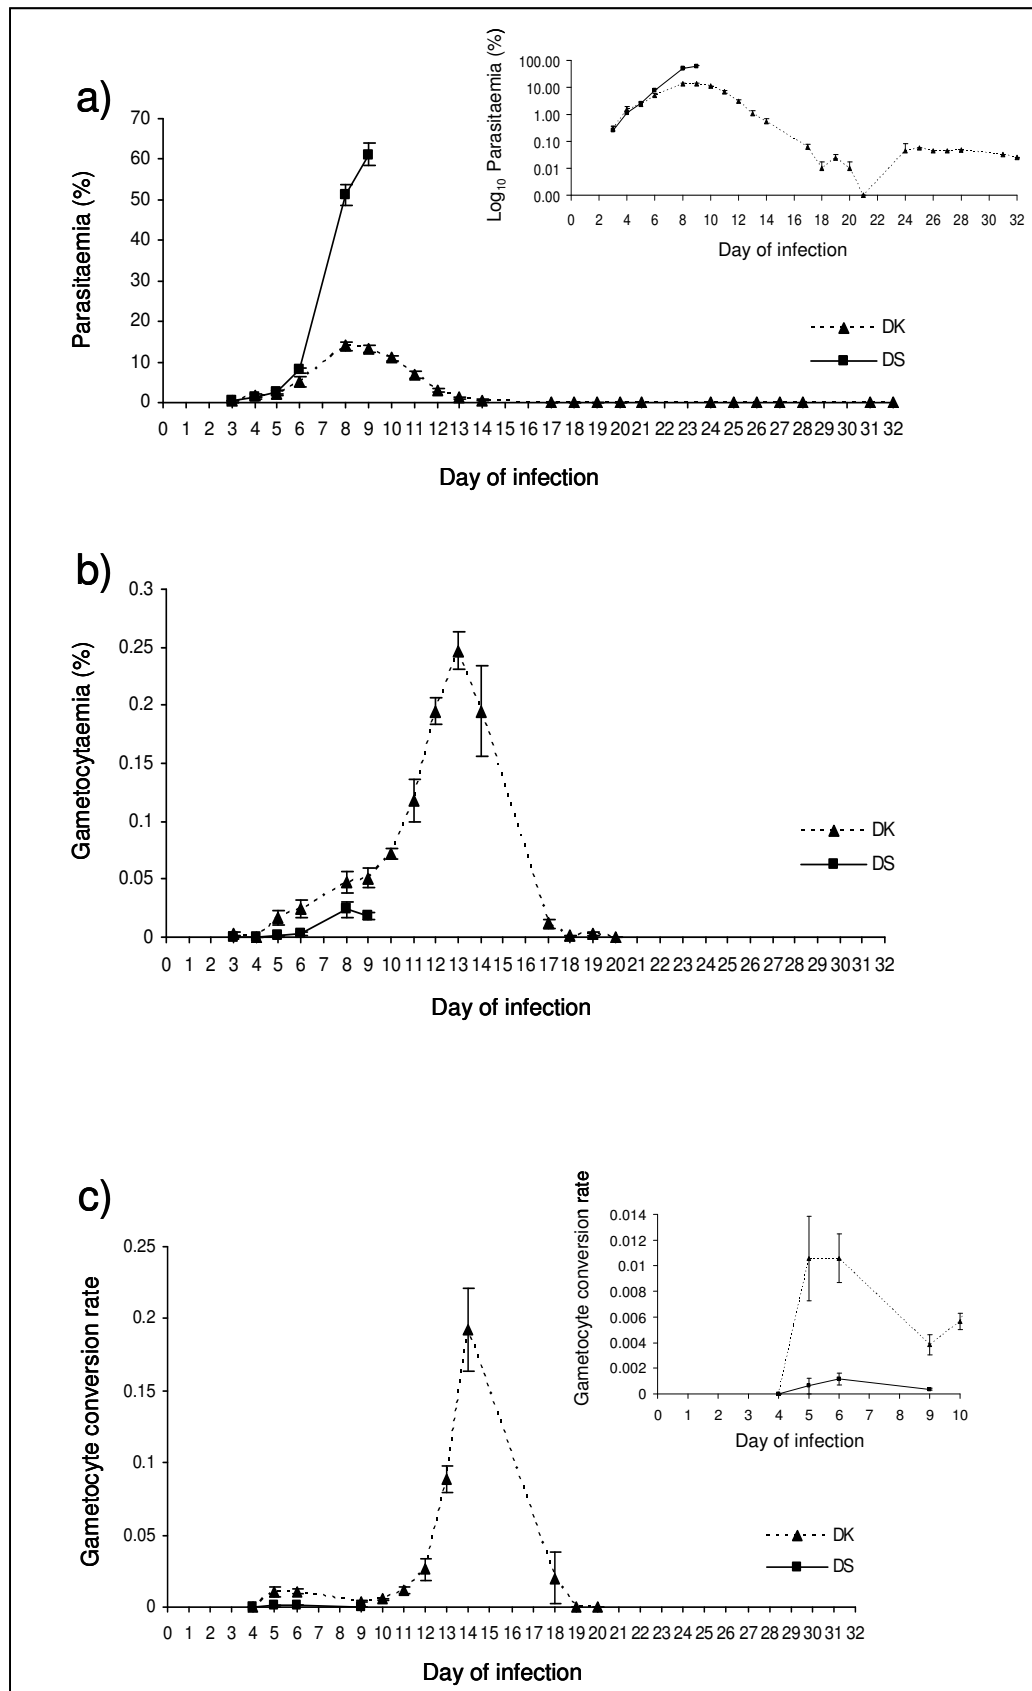 a)
Parasitaemia (%)
70
60
50
40
30
20
10
0
0 1 2 3 4 5 6 7 8 9 10 11 12 13 14 15 16 17 18 19 20 21 22 23 24 25 26 27 28 29 30 31 32
Day of infection
Log10 Parasitaemia (%)
100.00
10.00
1.00
0.10
0.01
0.00
0 2 4 6 8 10 12 14 16 18 20 22 24 26 28 30 32
Day of infection
DK
DS
b)
Gametocytaemia (%)
0.3
0.25
0.2
0.15
0.1
0.05
0
0 1 2 3 4 5 6 7 8 9 10 11 12 13 14 15 16 17 18 19 20 21 22 23 24 25 26 27 28 29 30 31 32
Day of infection
DK
DS
c)
Gametocyte conversion rate
0.25
0.2
0.15
0.1
0.05
0
0 1 2 3 4 5 6 7 8 9 10 11 12 13 14 15 16 17 18 19 20 21 22 23 24 25 26 27 28 29 30 31 32
Day of infection
Gametocyte conversion rate
0.014
0.012
0.01
0.008
0.006
0.004
0.002
0
0 1 2 3 4 5 6 7 8 9 10
Day of infection
DK
DS